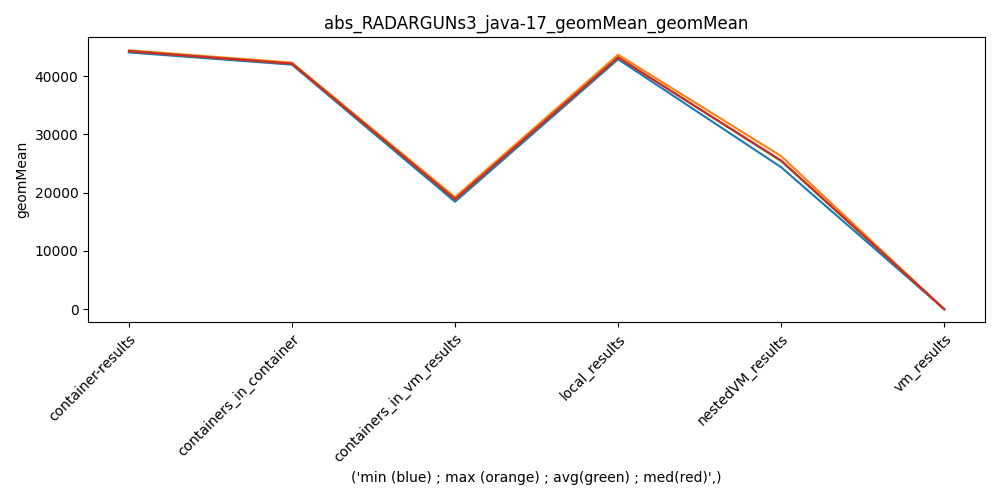 abs_RADARGUNs3_java-17_geomMean_geomMean
geomMean
40000
30000
20000
10000
0
container-results
containers_in_container
containers_in_vm_results
local_results
nestedVM_results
vm_results
('min (blue) ; max (orange) ; avg(green) ; med(red)',)